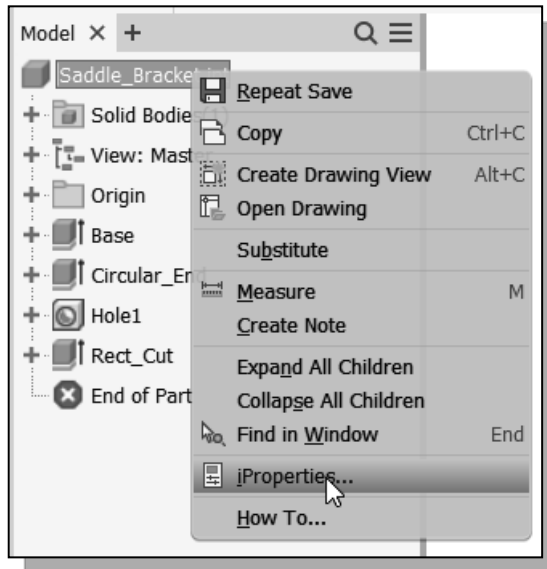 Model × +
Saddle_Bracket
Solid Bodie
View: Mast
Origin
Base
Circular_En
Hole1
Rect_Cut
End of Part
Repeat Save
Copy Ctrl+C
Create Drawing View Alt+C
Open Drawing
Substitute
Measure M
Create Note
Expand All Children
Collapse All Children
Find in Window End
iProperties...
How To...